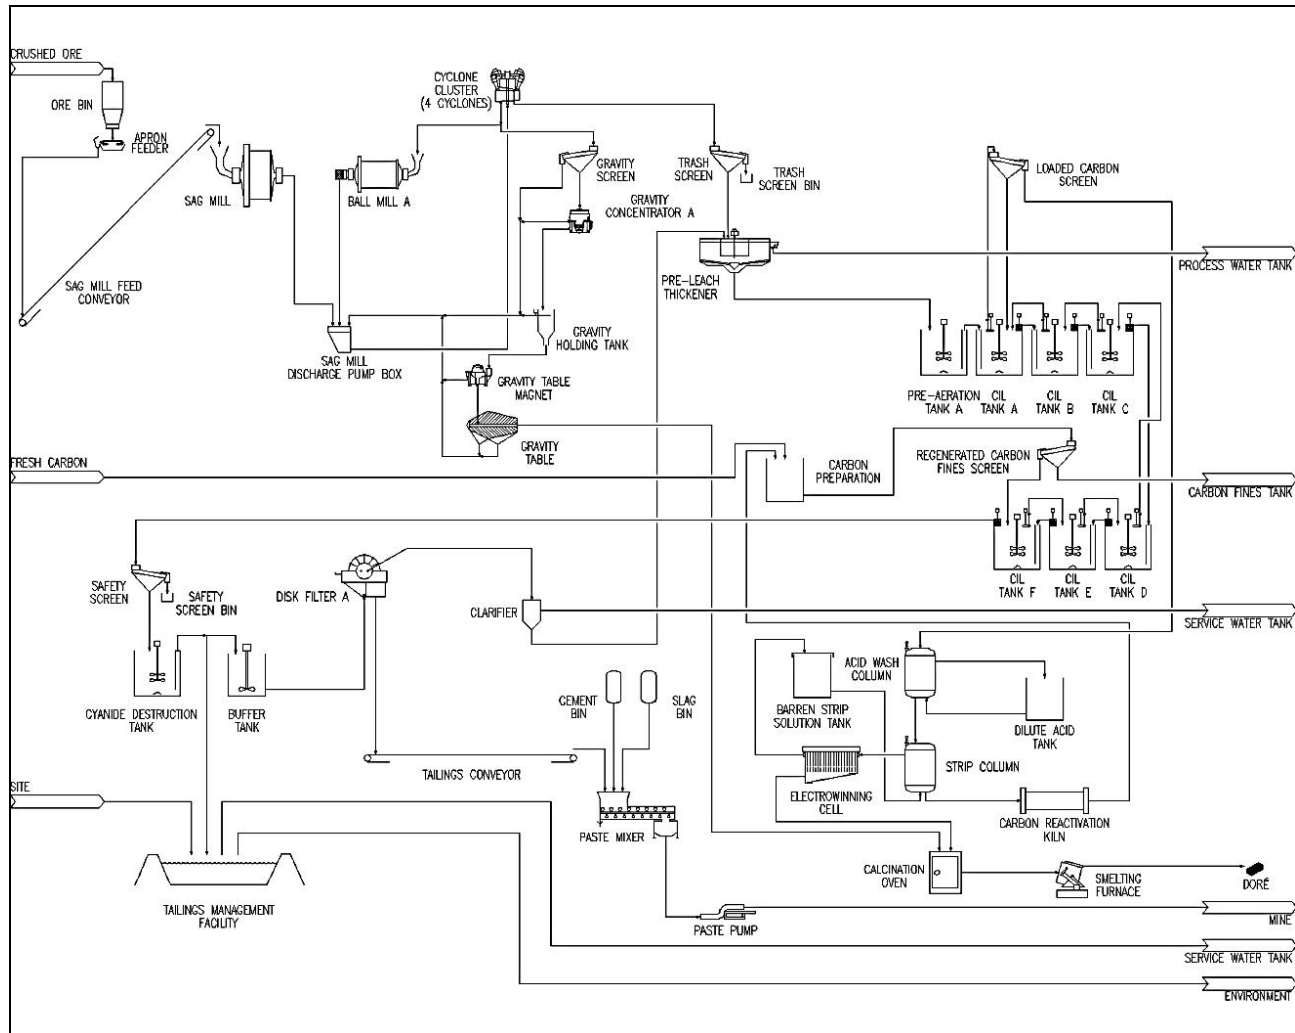 CRUSHED ORE
ORE BIN
APRON
FEEDER
SAG MILL FEED
CONVEYOR
SAG MILL
BALL MILL A
CYCLONE
CLUSTER
(4 CYCLONES)
GRAVITY
SCREEN
GRAVITY
CONCENTRATOR A
TRASH
SCREEN
TRASH
SCREEN BIN
LOADED CARBON
SCREEN
PRE-LEACH
THICKENER
PROCESS WATER TANK
SAG MILL
DISCHARGE PUMP BOX
GRAVITY
HOLDING TANK
GRAVITY TABLE
MAGNET
GRAVITY
TABLE
PRE-AERATION
TANK A
CIL
TANK A
CIL
TANK B
CIL
TANK C
FRESH CARBON
CARBON
PREPARATION
REGENERATED CARBON
FINES SCREEN
CARBON FINES TANK
CIL
TANK F
CIL
TANK E
CIL
TANK D
SAFETY
SCREEN
SAFETY
SCREEN BIN
DISK FILTER A
CLARIFIER
SERVICE WATER TANK
CYANIDE DESTRUCTION
TANK
BUFFER
TANK
CEMENT
BIN
SLAG
BIN
BARREN STRIP
SOLUTION TANK
ACID WASH
COLUMN
DILUTE ACID
TANK
TAILINGS CONVEYOR
ELECTROWINNING
CELL
STRIP COLUMN
SITE
PASTE MIXER
CARBON REACTIVATION
KILN
CALCINATION
OVEN
SMELTING
FURNACE
DORÉ
TAILINGS MANAGEMENT
FACILITY
PASTE PUMP
MINE
SERVICE WATER TANK
ENVIRONMENT